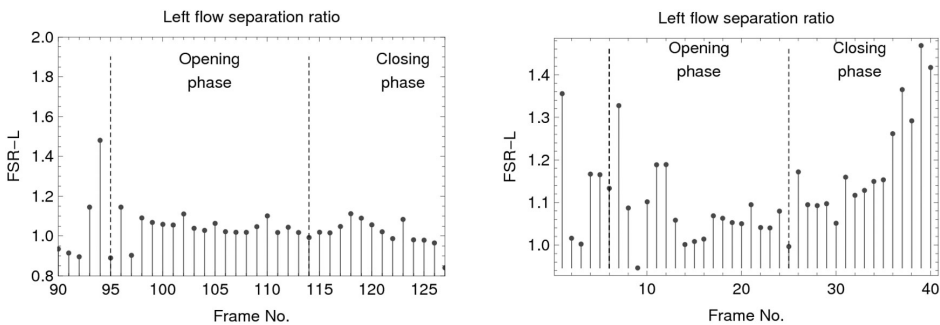 Left flow separation ratio
2.0
1.8
1.6
1.4
1.2
1.0
0.8
FSR-L
Opening
phase
Closing
phase
90 95 100 105 110 115 120 125
Frame No.
Left flow separation ratio
1.4
1.3
1.2
1.1
1.0
FSR-L
Opening
phase
Closing
phase
10 20 30 40
Frame No.